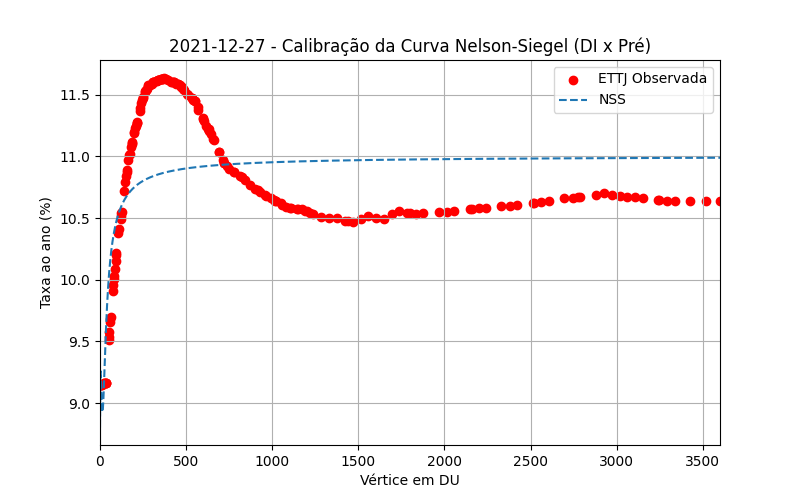 2021-12-27 - Calibração da Curva Nelson-Siegel (DI x Pré)
ETTJ Observada
NSS
Taxa ao ano (%)
11.5
11.0
10.5
10.0
9.5
9.0
0 500 1000 1500 2000 2500 3000 3500
Vértice em DU